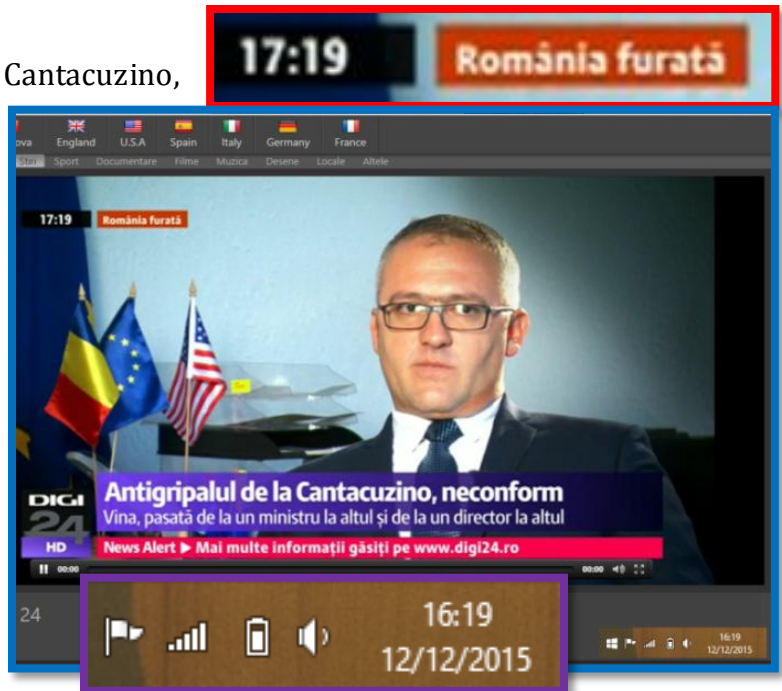 17:19 România furată
Cantacuzino,
England U.S.A Spain Italy Germany France
Stiri Sport Documentare Filme Muzica Desene Locale Altele
17:19 România furată
Antigripalul de la Cantacuzino, neconform
DIGI
24
HD
Vina, pasată de la un ministru la altul și de la un director la altul
News Alert ▶ Mai multe informații găsiți pe www.digi24.ro
00:00 00:00
24
16:19
12/12/2015
16:19
12/12/2015